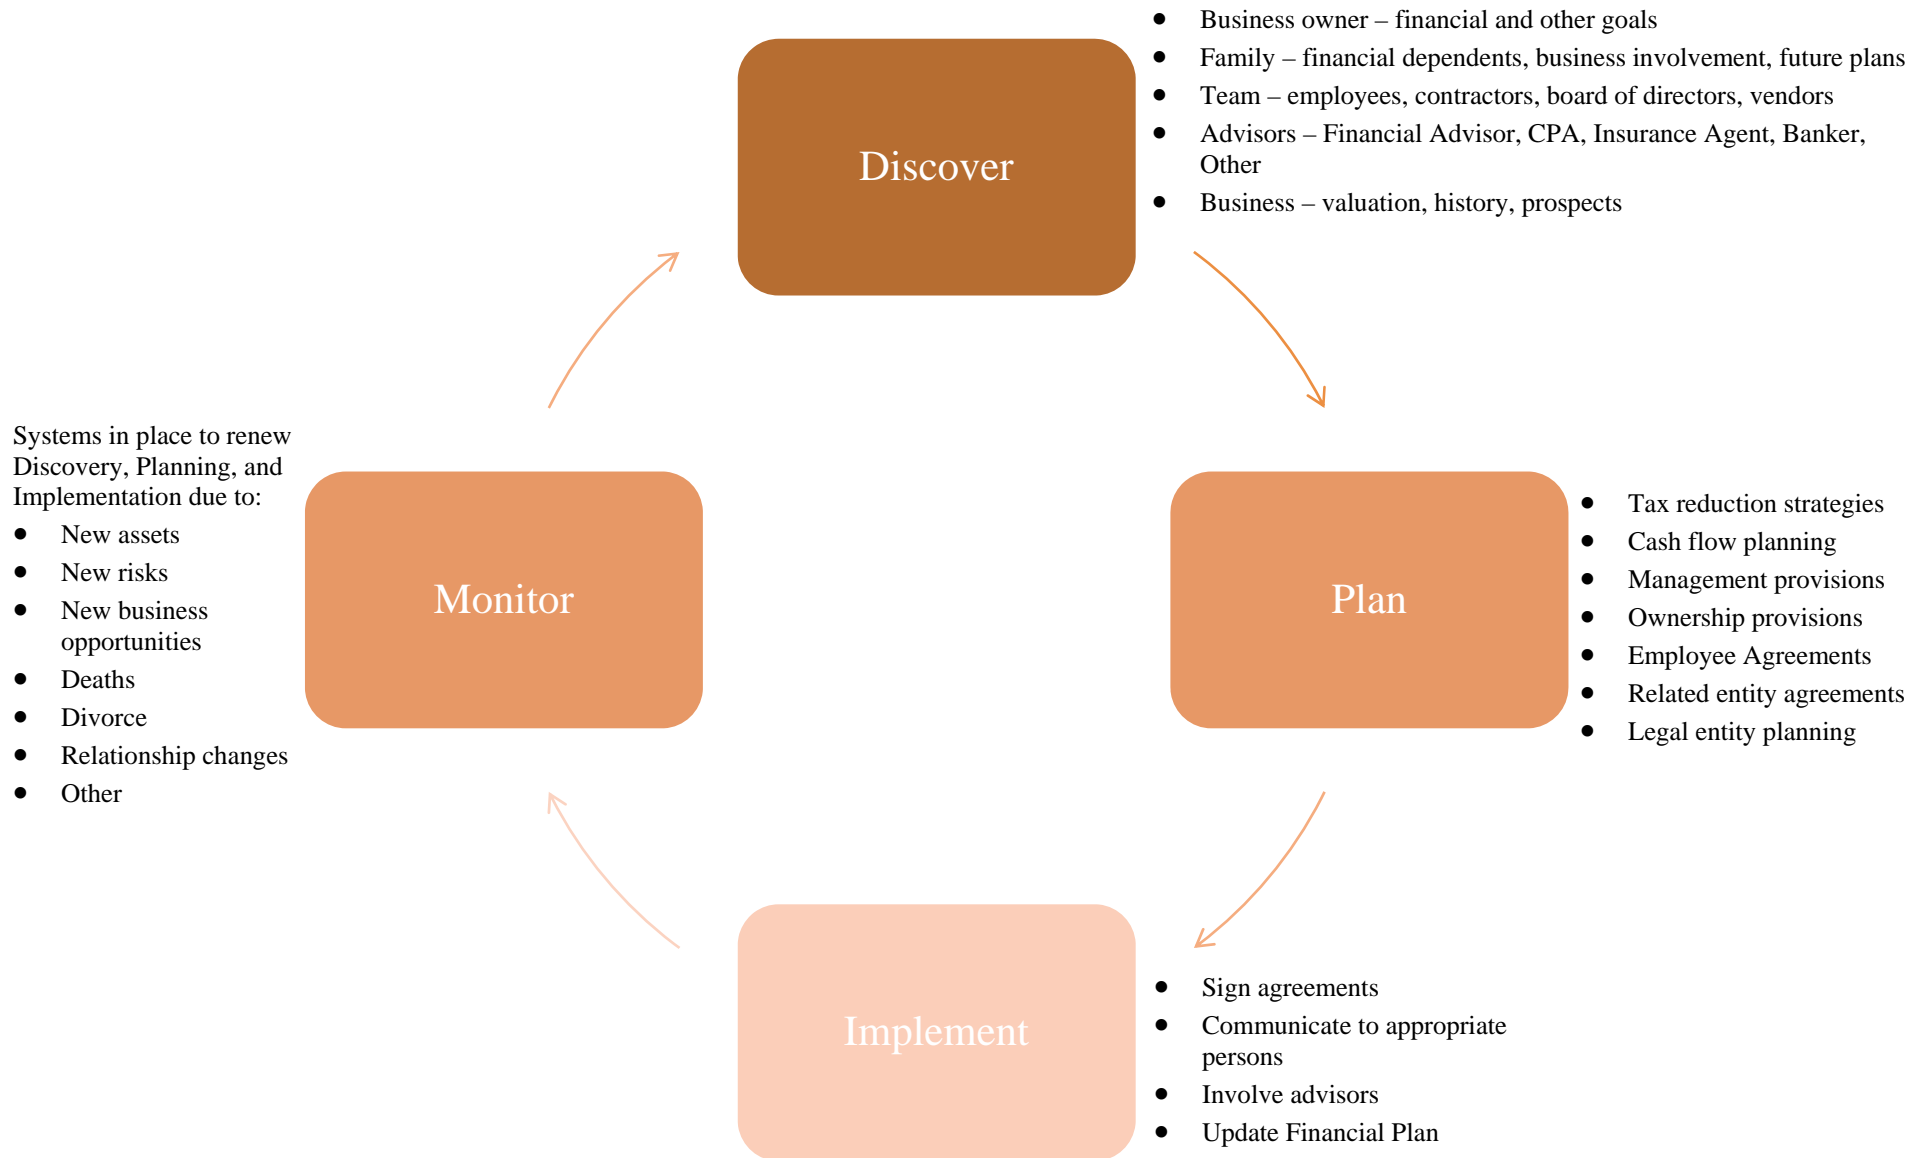 Discover
● Business owner – financial and other goals
● Family – financial dependents, business involvement, future plans
● Team – employees, contractors, board of directors, vendors
● Advisors – Financial Advisor, CPA, Insurance Agent, Banker,
Other
● Business – valuation, history, prospects
Plan
● Tax reduction strategies
● Cash flow planning
● Management provisions
● Ownership provisions
● Employee Agreements
● Related entity agreements
● Legal entity planning
Implement
● Sign agreements
● Communicate to appropriate
persons
● Involve advisors
● Update Financial Plan
Monitor
Systems in place to renew
Discovery, Planning, and
Implementation due to:
● New assets
● New risks
● New business
opportunities
● Deaths
● Divorce
● Relationship changes
● Other